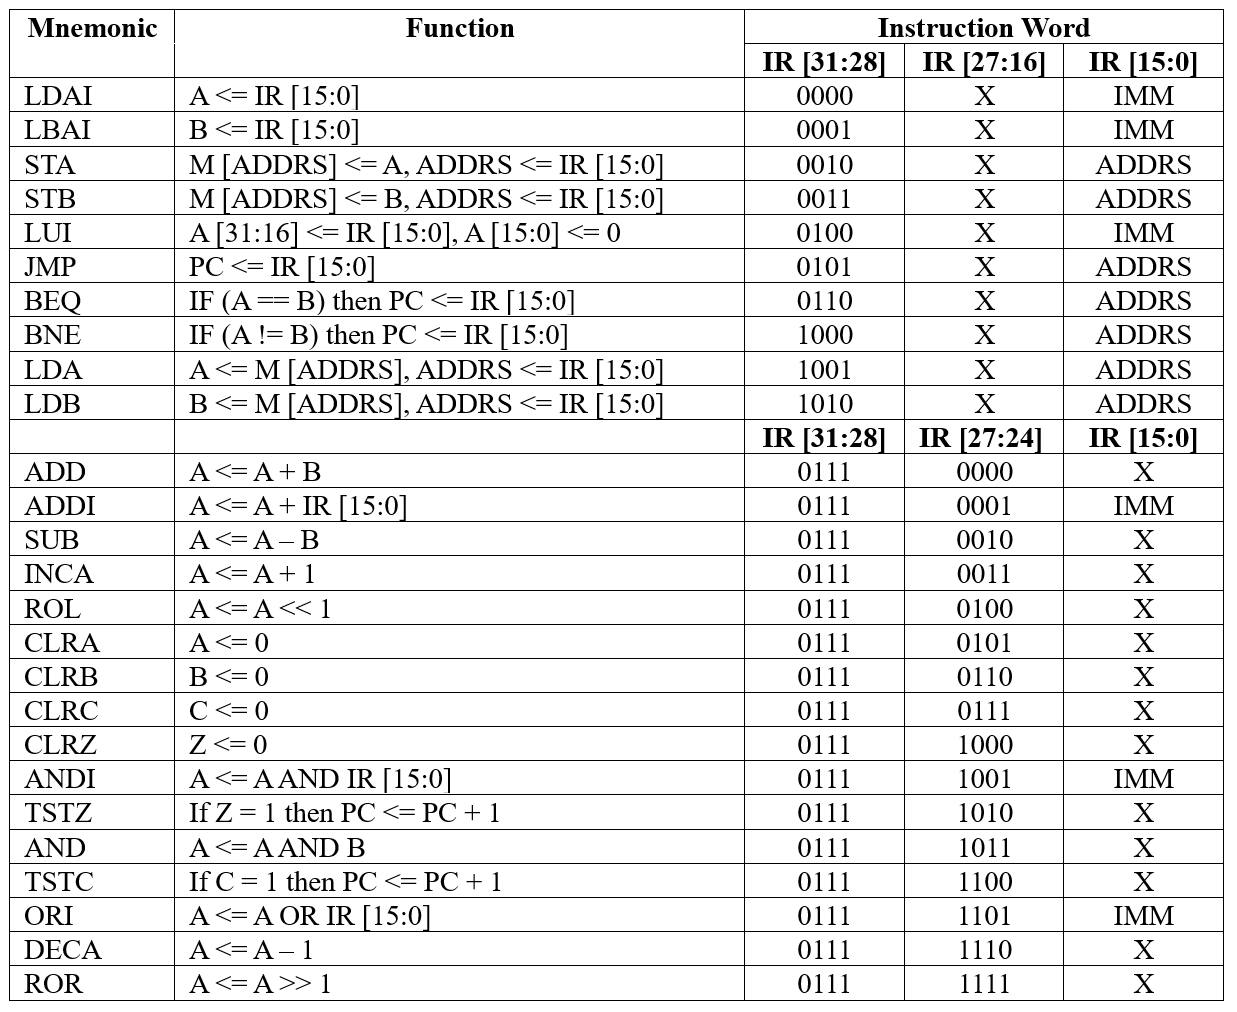 Mnemonic Function Instruction Word
IR [31:28] IR [27:16] IR [15:0]
LDAI A <= IR [15:0] 0000 X IMM
LBAI B <= IR [15:0] 0001 X IMM
STA M [ADDRS] <= A, ADDRS <= IR [15:0] 0010 X ADDRS
STB M [ADDRS] <= B, ADDRS <= IR [15:0] 0011 X ADDRS
LUI A [31:16] <= IR [15:0], A [15:0] <= 0 0100 X IMM
JMP PC <= IR [15:0] 0101 X ADDRS
BEQ IF (A == B) then PC <= IR [15:0] 0110 X ADDRS
BNE IF (A != B) then PC <= IR [15:0] 1000 X ADDRS
LDA A <= M [ADDRS], ADDRS <= IR [15:0] 1001 X ADDRS
LDB B <= M [ADDRS], ADDRS <= IR [15:0] 1010 X ADDRS
IR [31:28] IR [27:24] IR [15:0]
ADD A <= A + B 0111 0000 X
ADDI A <= A + IR [15:0] 0111 0001 IMM
SUB A <= A – B 0111 0010 X
INCA A <= A + 1 0111 0011 X
ROL A <= A << 1 0111 0100 X
CLRA A <= 0 0111 0101 X
CLRB B <= 0 0111 0110 X
CLRC C <= 0 0111 0111 X
CLRZ Z <= 0 0111 1000 X
ANDI A <= A AND IR [15:0] 0111 1001 IMM
TSTZ If Z = 1 then PC <= PC + 1 0111 1010 X
AND A <= A AND B 0111 1011 X
TSTC If C = 1 then PC <= PC + 1 0111 1100 X
ORI A <= A OR IR [15:0] 0111 1101 IMM
DECA A <= A – 1 0111 1110 X
ROR A <= A >> 1 0111 1111 X